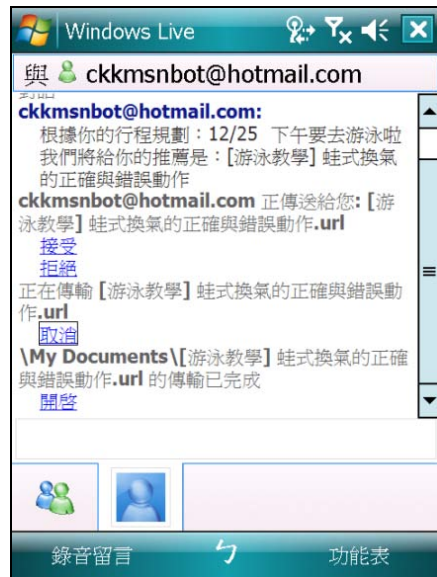 Windows Live
與 ckkmsnbot@hotmail.com
對話
ckkmsnbot@hotmail.com:
根據你的行程規劃：12/25 下午要去游泳啦
我們將給你的推薦是：[游泳教學] 蛙式換氣
的正確與錯誤動作
ckkmsnbot@hotmail.com 正傳送給您: [游
泳教學] 蛙式換氣的正確與錯誤動作.url
接受
拒絕
正在傳輸 [游泳教學] 蛙式換氣的正確與錯誤動
作.url
取消
\My Documents\[游泳教學] 蛙式換氣的正確
與錯誤動作.url 的傳輸已完成
開啓
錄音留言 ㄅ 功能表